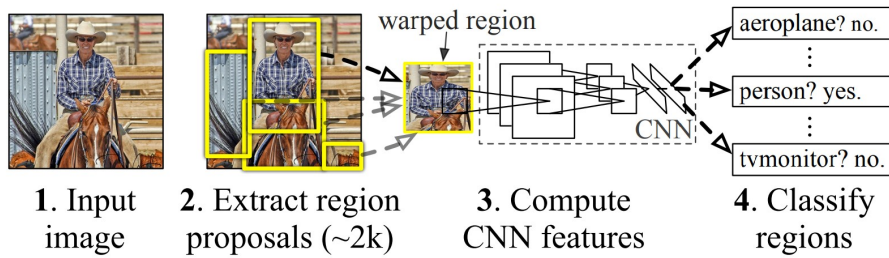 warped region
aeroplane? no.
person? yes.
CNN
tvmonitor? no.
1. Input
image
2. Extract region
proposals (~2k)
3. Compute
CNN features
4. Classify
regions